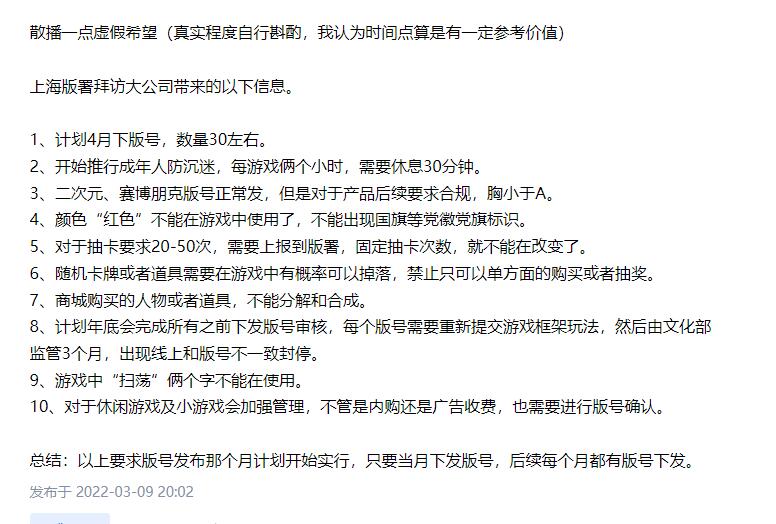 散播一点虚假希望（真实程度自行斟酌，我认为时间点算是有一定参考价值）
上海版署拜访大公司带来的以下信息。
1、计划4月下版号，数量30左右。
2、开始推行成年人防沉迷，每游戏俩个小时，需要休息30分钟。
3、二次元、赛博朋克版号正常发，但是对于产品后续要求合规，胸小于A。
4、颜色“红色”不能在游戏中使用了，不能出现国旗等党徽党旗标识。
5、对于抽卡要求20-50次，需要上报到版署，固定抽卡次数，就不能在改变了。
6、随机卡牌或者道具需要在游戏中有概率可以掉落，禁止只可以单方面的购买或者抽奖。
7、商城购买的人物或者道具，不能分解和合成。
8、计划年底会完成所有之前下发版号审核，每个版号需要重新提交游戏框架玩法，然后由文化部
监管3个月，出现线上和版号不一致封停。
9、游戏中“扫荡”俩个字不能在使用。
10、对于休闲游戏及小游戏会加强管理，不管是内购还是广告收费，也需要进行版号确认。
总结：以上要求版号发布那个月计划开始实行，只要当月下发版号，后续每个月都有版号下发。
发布于 2022-03-09 20:02